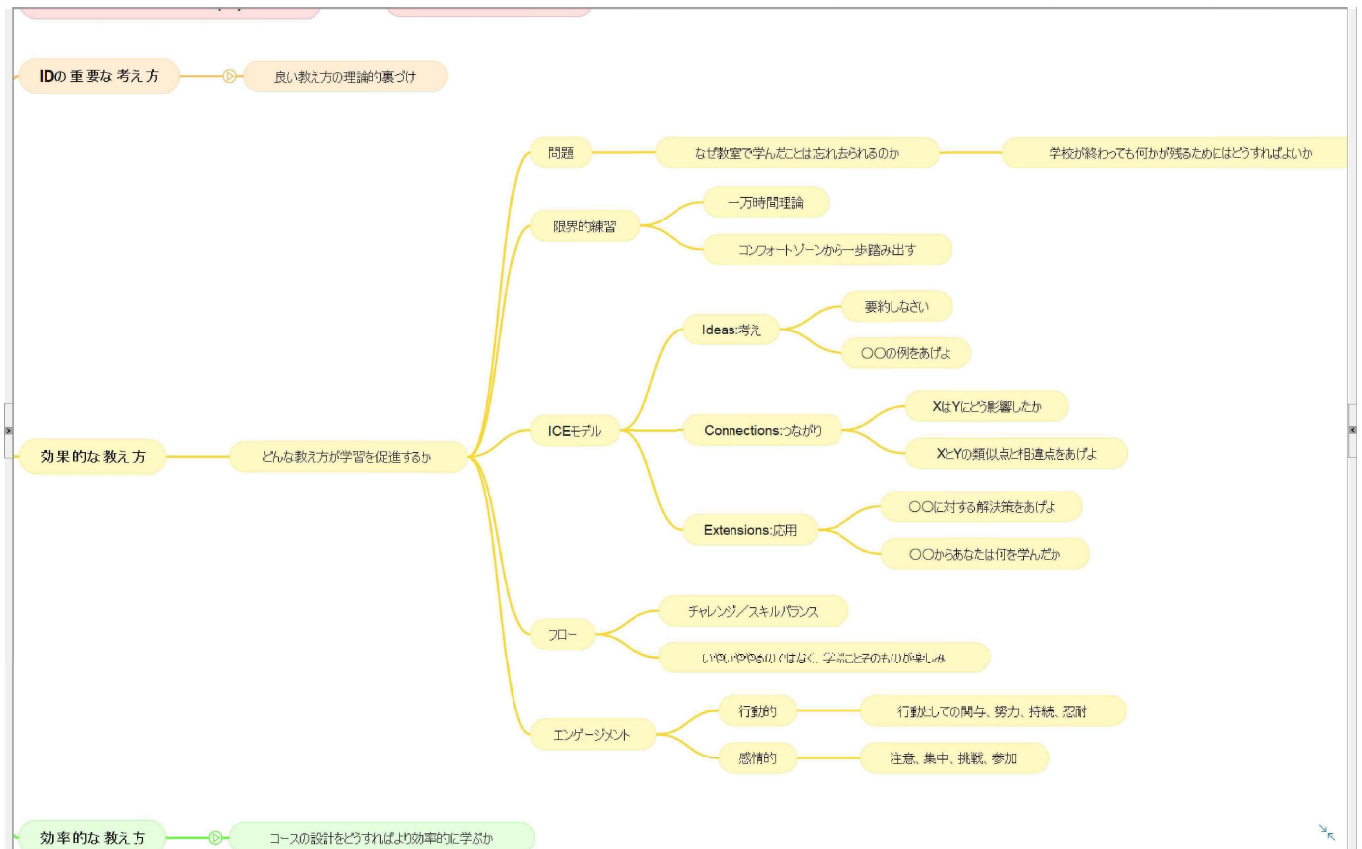 IDの重要な考え方
良い教え方の理論的裏づけ
問題
なぜ教室で学んだことは忘れ去られるのか
学校が終わっても何かが残るためにはどうすればよいか
限界的練習
一万時間理論
コンフォートゾーンから一歩踏み出す
ICEモデル
Ideas:考え
要約しなさい
〇〇の例をあげよ
Connections:つながり
XはYにどう影響したか
XとYの類似点と相違点をあげよ
Extensions:応用
〇〇に対する解決策をあげよ
〇〇からあなたは何を学んだか
効果的な教え方
どんな教え方が学習を促進するか
フロー
チャレンジ／スキルバランス
いやいややるのではなく、学ぶことそのものが楽しみ
エンゲージメント
行動的
行動としての関与、努力、持続、忍耐
感情的
注意、集中、挑戦、参加
効率的な教え方
コースの設計をどうすればより効率的に学ぶか